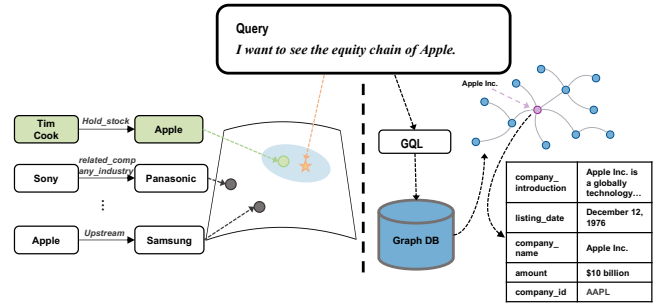 Query
I want to see the equity chain of Apple.
Tim
Cook
Hold_stock
Apple
Sony
related_comp
any_industry
Panasonic
⋮
Apple
Upstream
Samsung
GQL
Graph DB
Apple Inc.
company_
introduction
Apple Inc. is
a globally
technology…
listing_date
December 12,
1976
company_
name
Apple Inc.
amount
$10 billion
company_id
AAPL